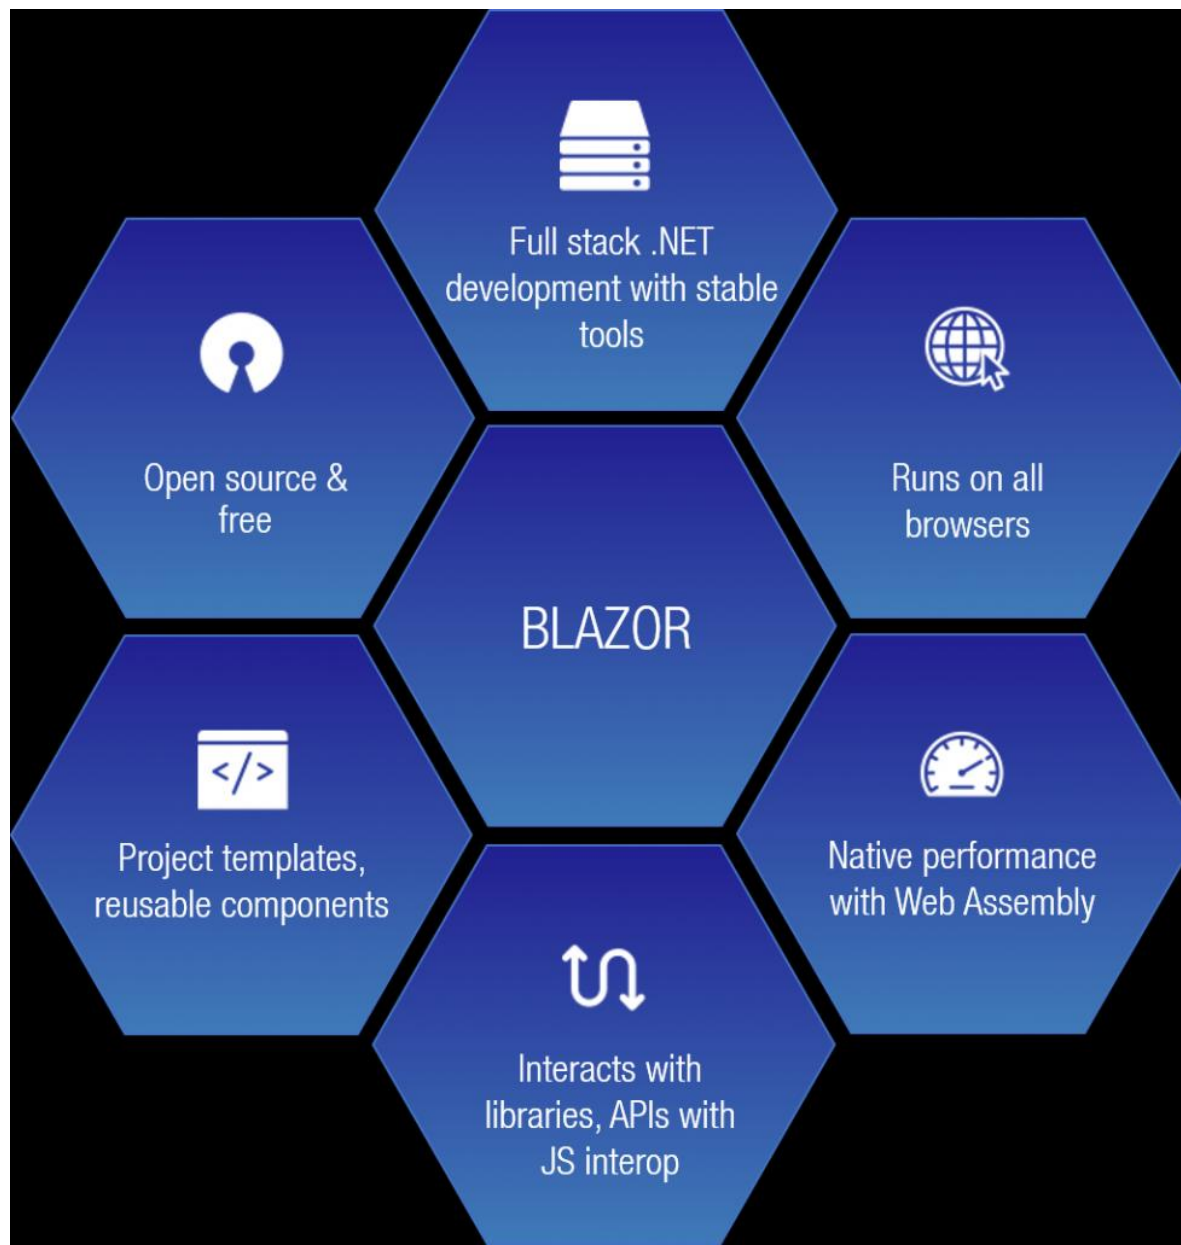 Full stack .NET
development with stable
tools
Open source &
free
Runs on all
browsers
BLAZOR
</>
Project templates,
reusable components
Native performance
with Web Assembly
Interacts with
libraries, APIs with
JS interop